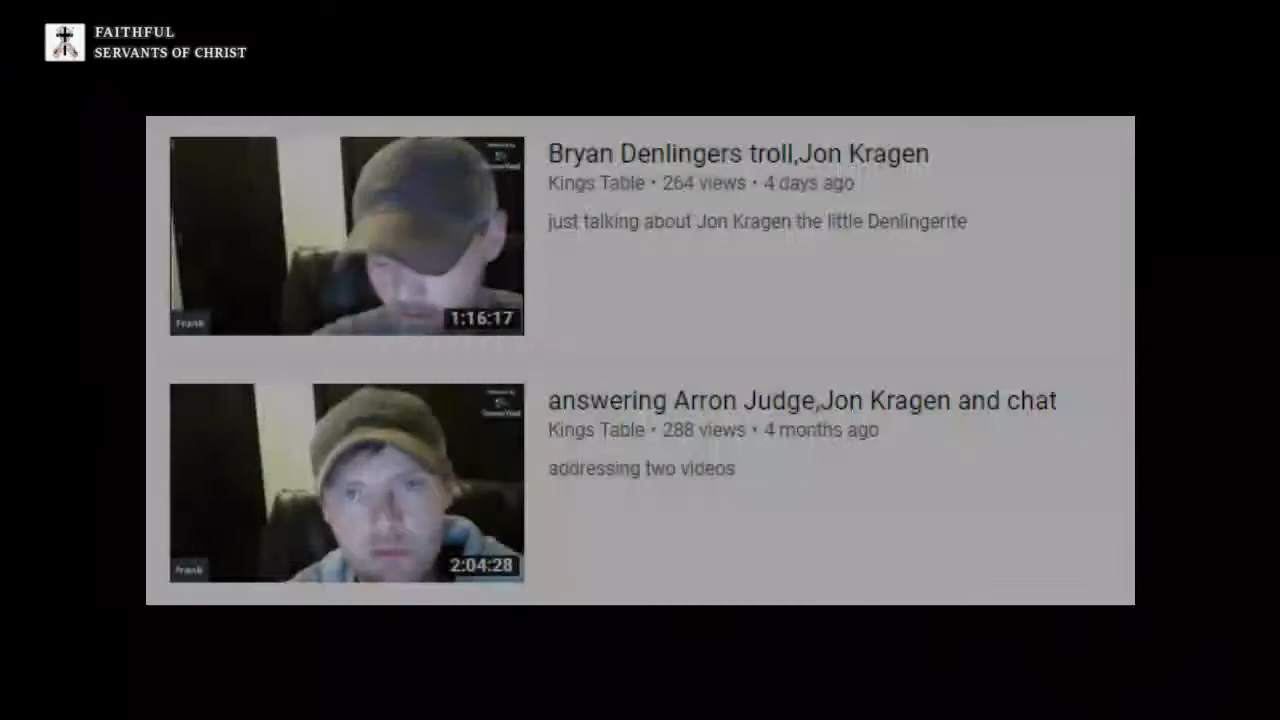 FAITHFUL
SERVANTS OF CHRIST
Bryan Denlingers troll,Jon Kragen
Kings Table • 264 views • 4 days ago
just talking about Jon Kragen the little Denlingerite
Frank
1:16:17
answering Arron Judge,Jon Kragen and chat
Kings Table • 288 views • 4 months ago
addressing two videos
frank
2:04:28